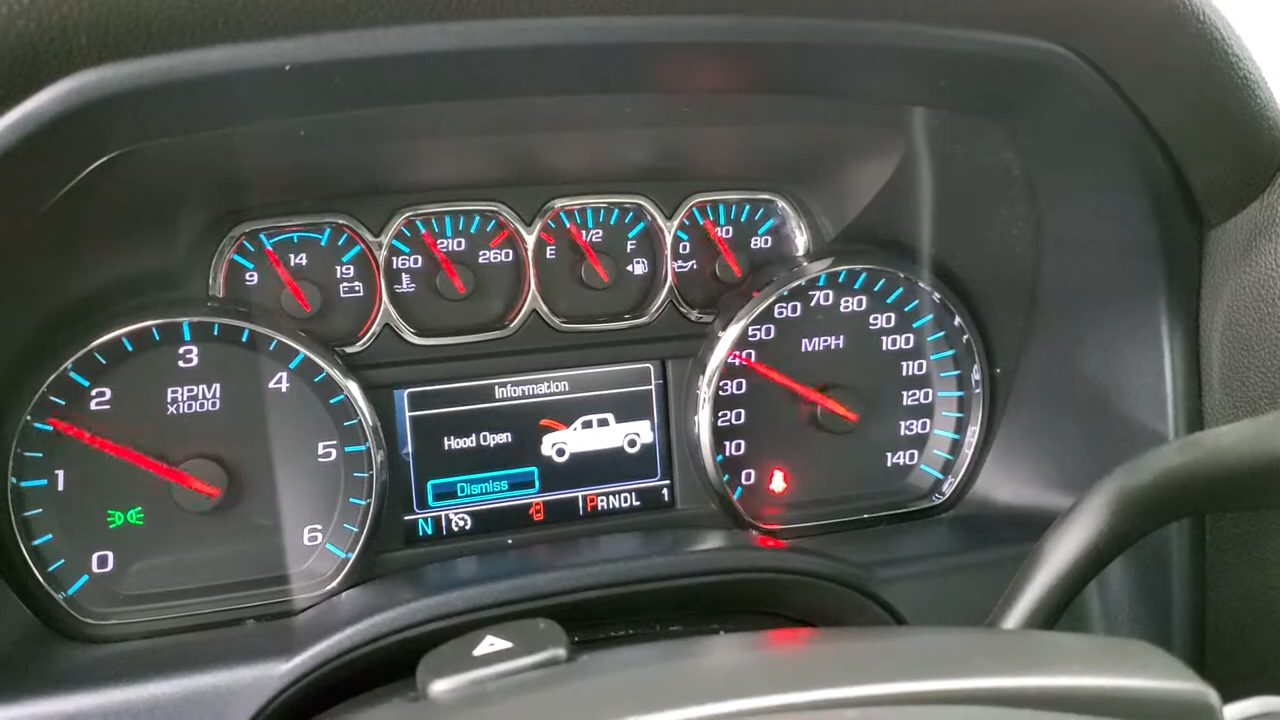 9 14 19
160 210 260
E 1/2 F
0 40 80
0 1 2 3 4 5 6
RPM
X1000
Information
Hood Open
Dismiss
N
PRNDL 1
0 10 20 30 40 50 60 70 80 90 100 110 120 130 140
MPH